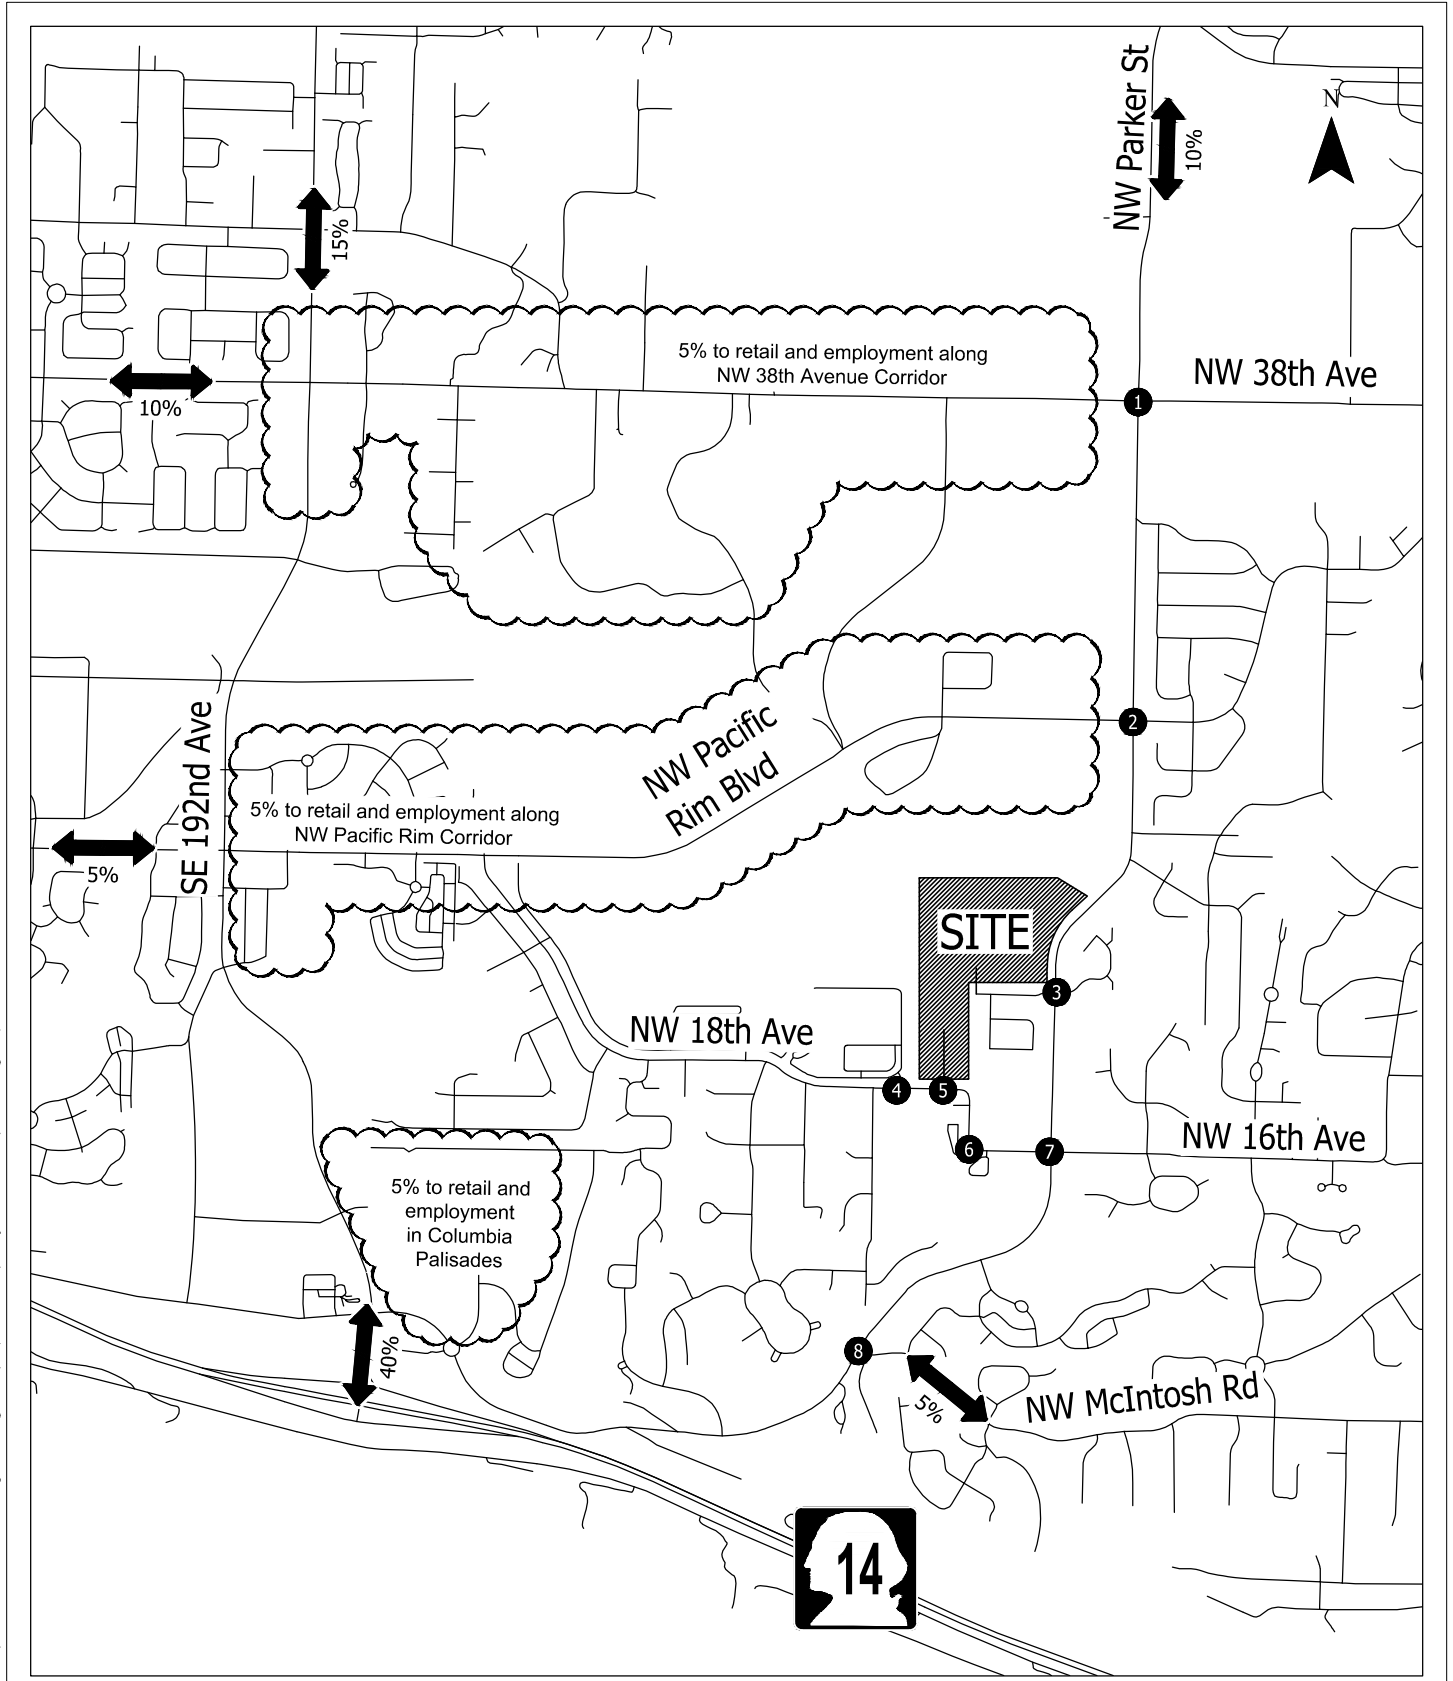 NW Parker St
10%
N
15%
5% to retail and employment along
NW 38th Avenue Corridor
NW 38th Ave
10%
1
2
SE 192nd Ave
NW Pacific
Rim Blvd
5% to retail and employment along
NW Pacific Rim Corridor
5%
SITE
3
NW 18th Ave
4
5
6
7
NW 16th Ave
5% to retail and
employment
in Columbia
Palisades
40%
8
5%
NW McIntosh Rd
14